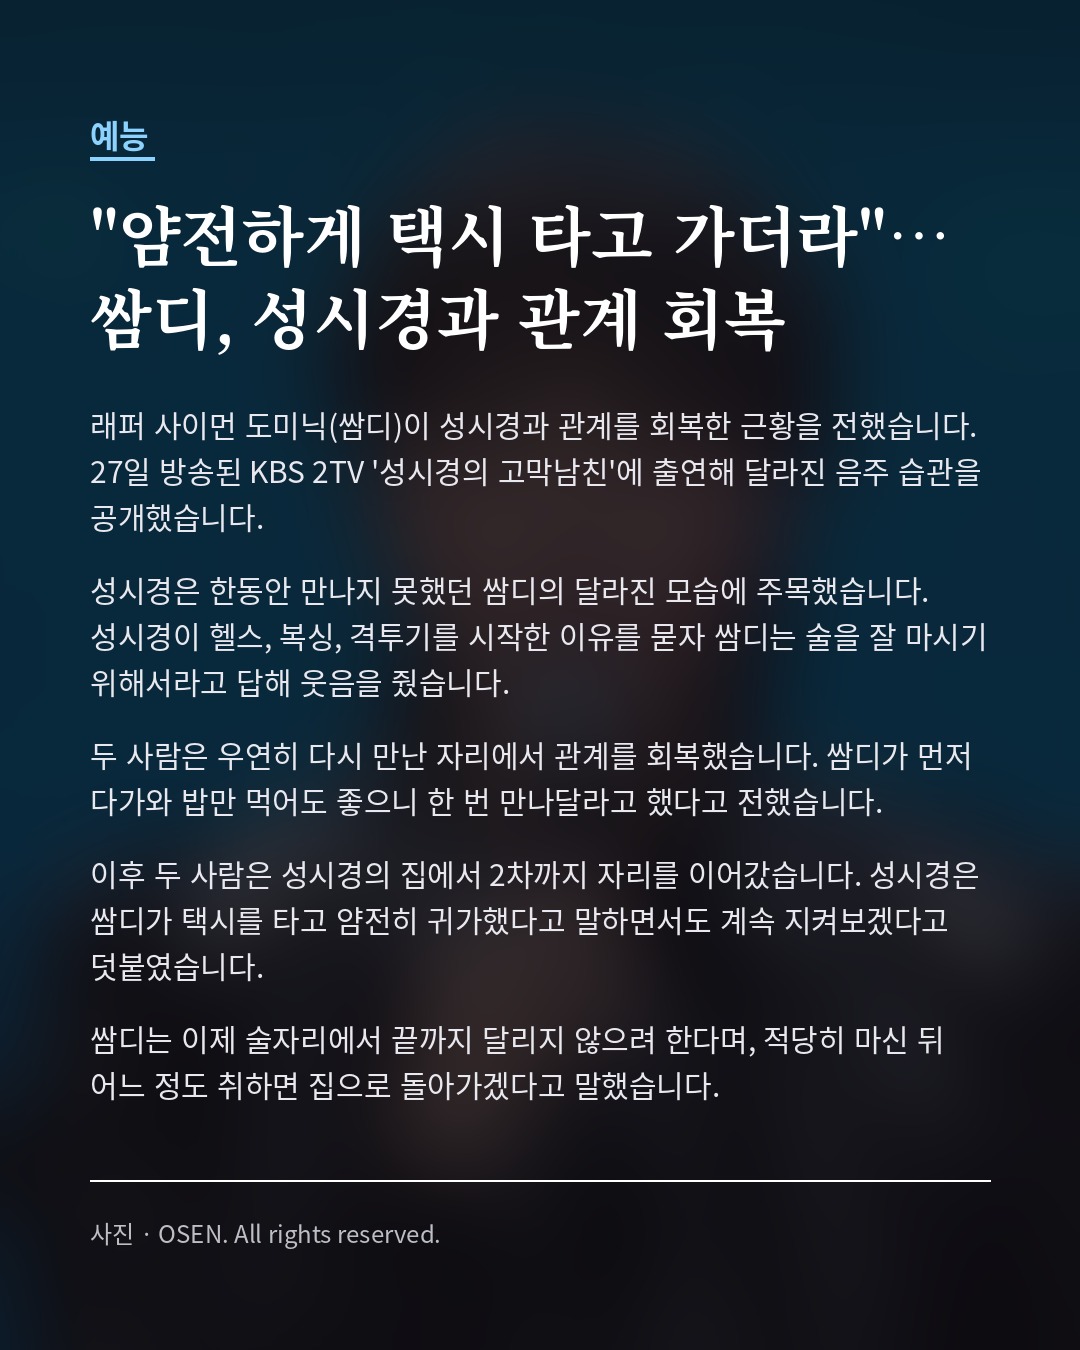 예능
"얌전하게 택시 타고 가더라"…
쌈디, 성시경과 관계 회복
래퍼 사이먼 도미닉(쌈디)이 성시경과 관계를 회복한 근황을 전했습니다.
27일 방송된 KBS 2TV '성시경의 고막남친'에 출연해 달라진 음주 습관을
공개했습니다.
성시경은 한동안 만나지 못했던 쌈디의 달라진 모습에 주목했습니다.
성시경이 헬스, 복싱, 격투기를 시작한 이유를 묻자 쌈디는 술을 잘 마시기
위해서라고 답해 웃음을 줬습니다.
두 사람은 우연히 다시 만난 자리에서 관계를 회복했습니다. 쌈디가 먼저
다가와 밥만 먹어도 좋으니 한 번 만나달라고 했다고 전했습니다.
이후 두 사람은 성시경의 집에서 2차까지 자리를 이어갔습니다. 성시경은
쌈디가 택시를 타고 얌전히 귀가했다고 말하면서도 계속 지켜보겠다고
덧붙였습니다.
쌈디는 이제 술자리에서 끝까지 달리지 않으려 한다며, 적당히 마신 뒤
어느 정도 취하면 집으로 돌아가겠다고 말했습니다.
사진 · OSEN. All rights reserved.